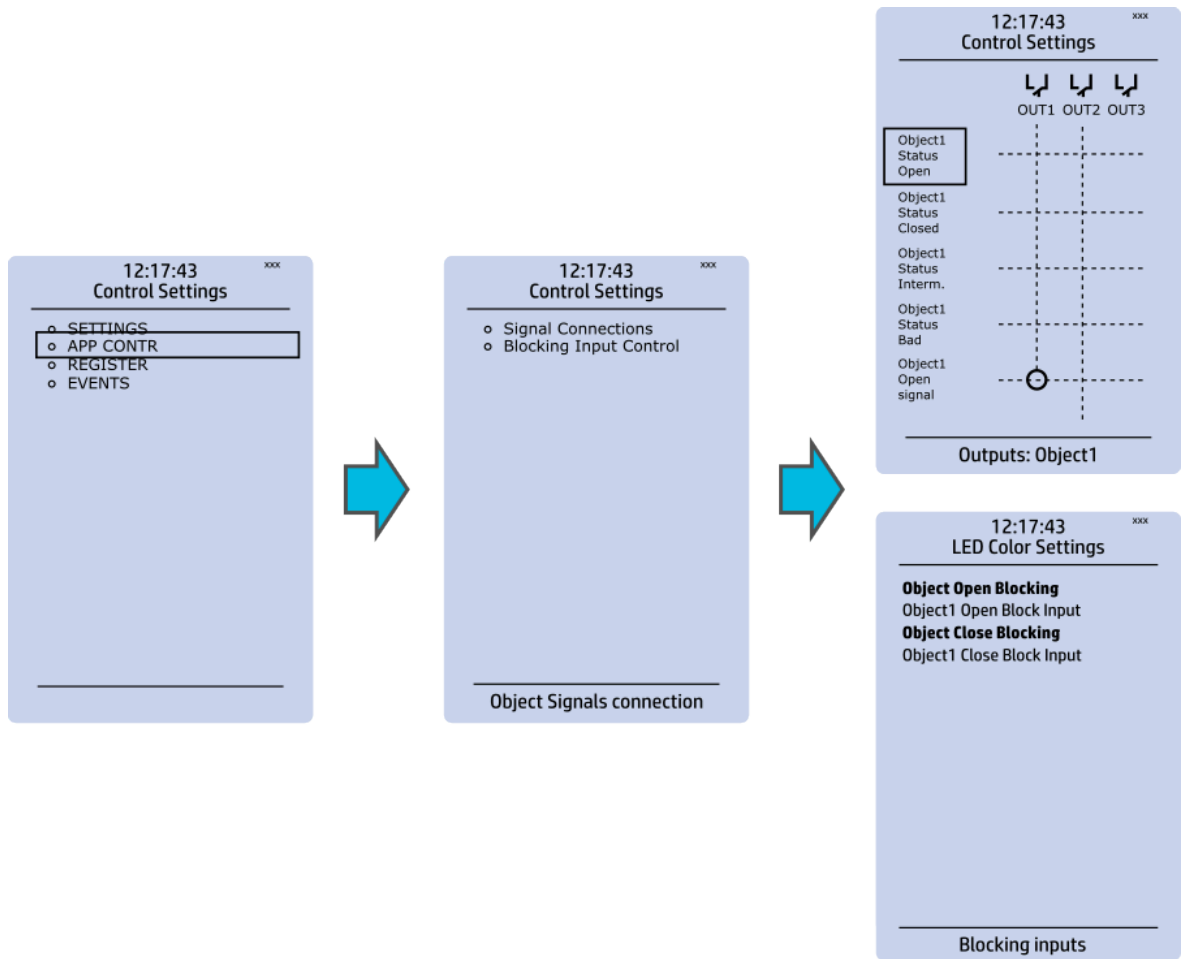 12:17:43 xxx
Control Settings
SETTINGS
APP CONTR
REGISTER
EVENTS
12:17:43 xxx
Control Settings
Signal Connections
Blocking Input Control
Object Signals connection
12:17:43 xxx
Control Settings
OUT1 OUT2 OUT3
Object1
Status
Open
Object1
Status
Closed
Object1
Status
Interm.
Object1
Status
Bad
Object1
Open
signal
Outputs: Object1
12:17:43 xxx
LED Color Settings
Object Open Blocking
Object1 Open Block Input
Object Close Blocking
Object1 Close Block Input
Blocking inputs